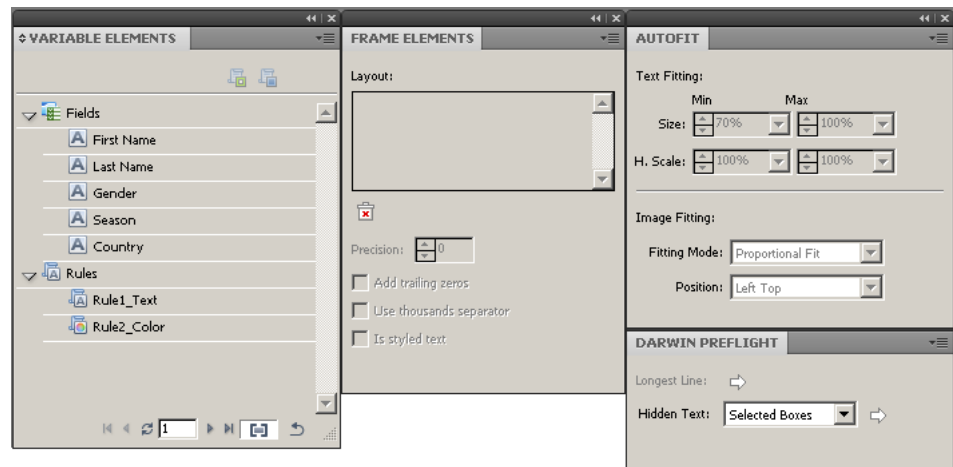 VARIABLE ELEMENTS
Fields
First Name
Last Name
Gender
Season
Country
Rules
Rule1_Text
Rule2_Color
1
FRAME ELEMENTS
Layout:
Precision: 0
Add trailing zeros
Use thousands separator
Is styled text
AUTOFIT
Text Fitting:
Min Max
Size: 70% 100%
H. Scale: 100% 100%
Image Fitting:
Fitting Mode: Proportional Fit
Position: Left Top
DARWIN PREFLIGHT
Longest Line:
Hidden Text: Selected Boxes